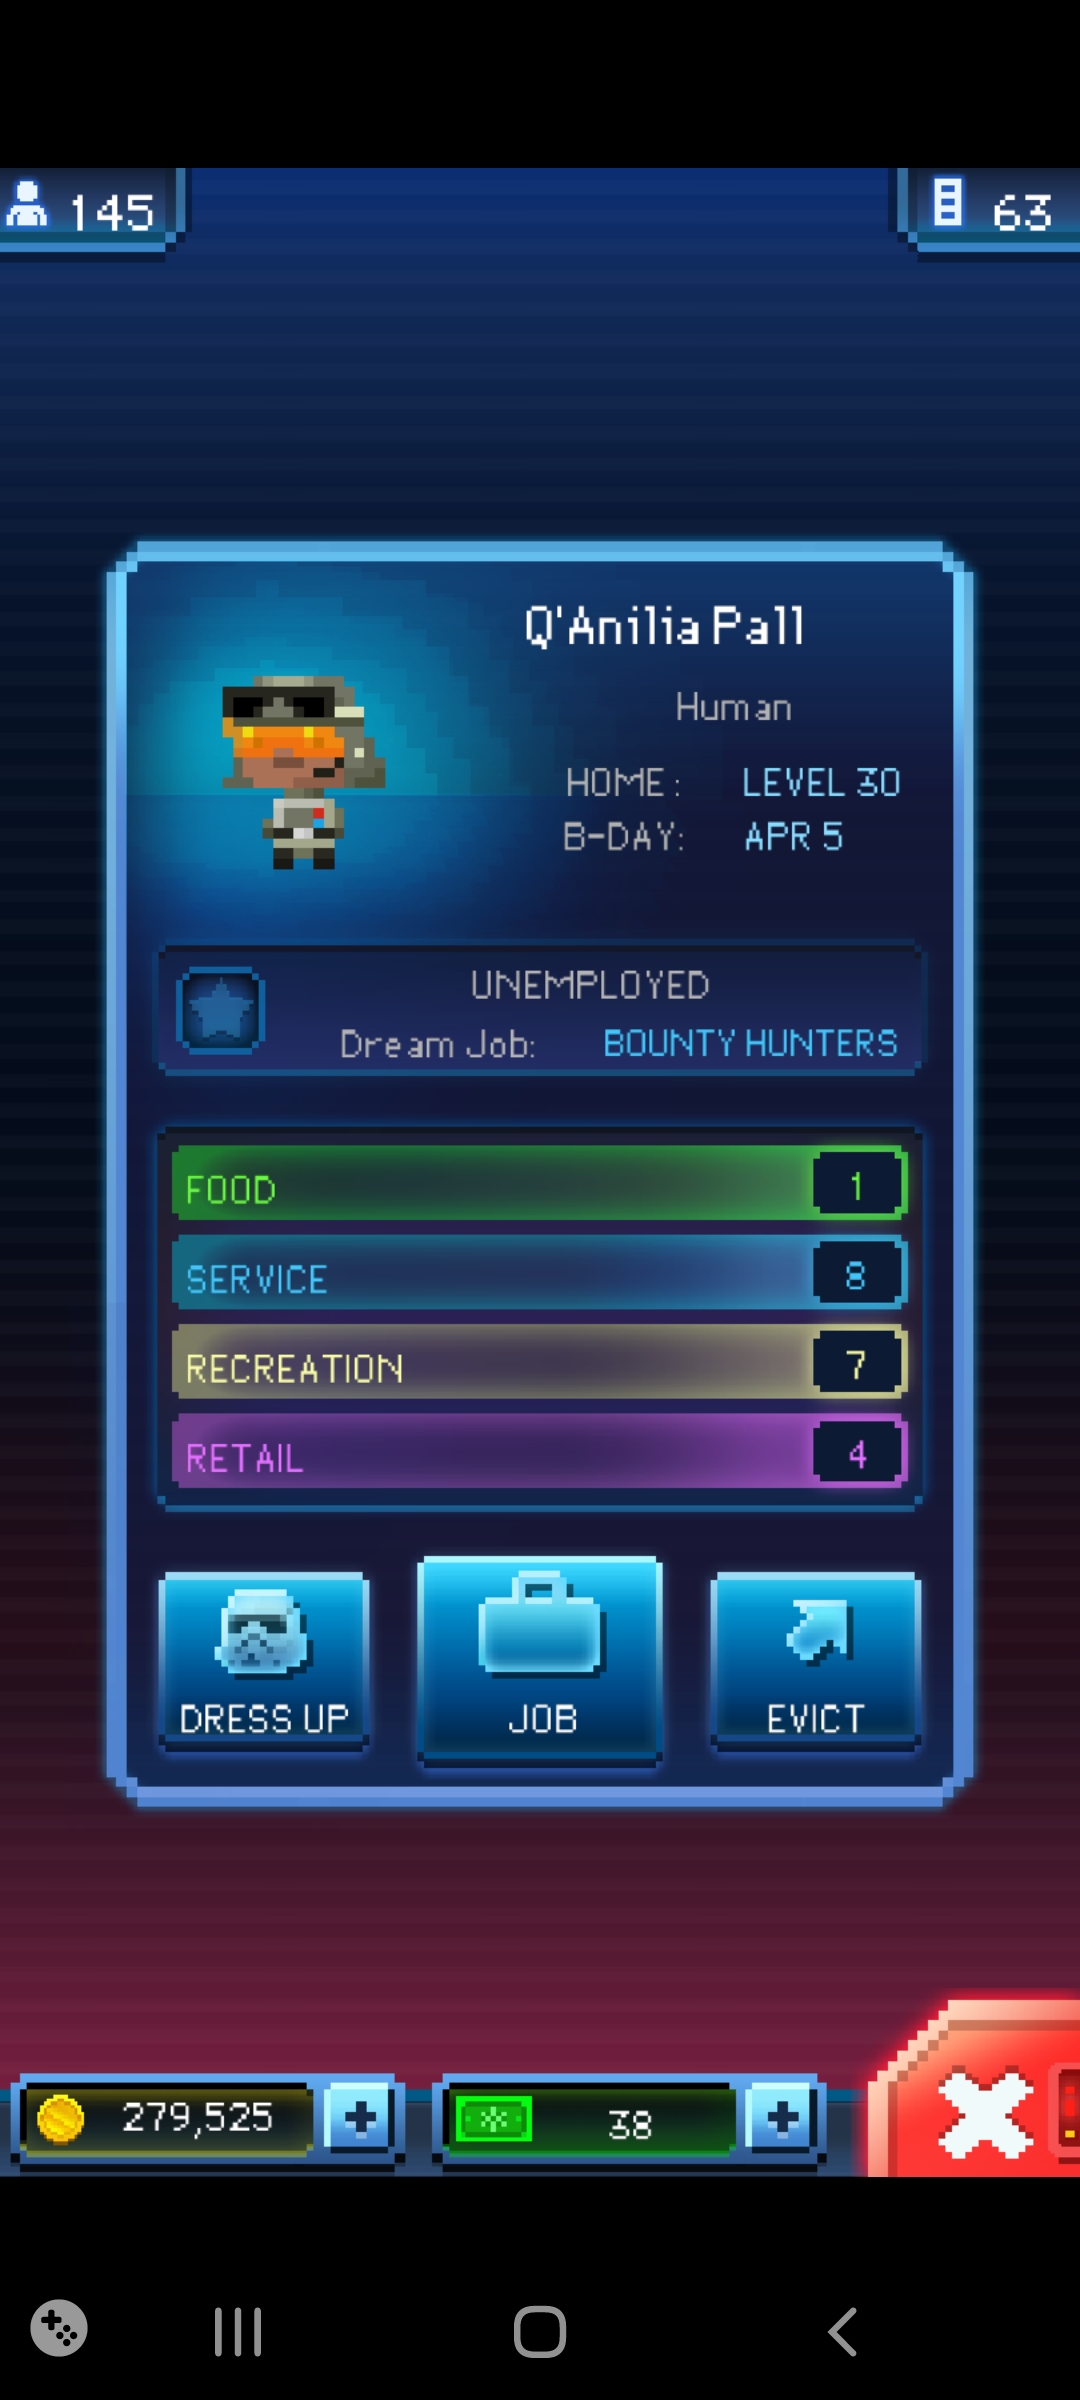 145
63
Q'Anilia Pall
Human
HOME: LEVEL 30
B-DAY: APR 5
UNEMPLOYED
Dream Job: BOUNTY HUNTERS
FOOD 1
SERVICE 8
RECREATION 7
RETAIL 4
DRESS UP
JOB
EVICT
279,525
38